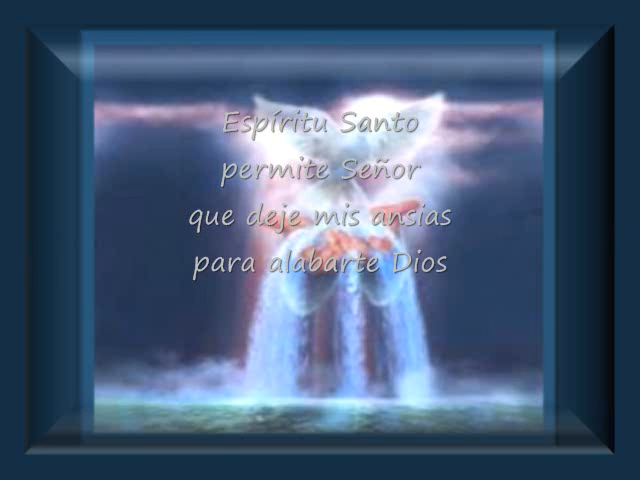 Espíritu Santo
permite Señor
que deje mis ansias
para alabarte Dios